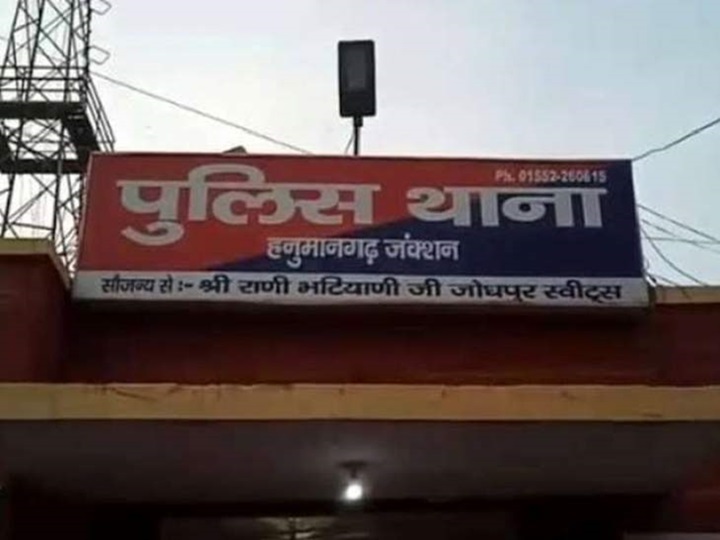 Ph. 01552-260615
पुलिस थाना
हनुमानगढ़ जंक्शन
सौजन्य से :- श्री राणी भटियाणी जी जोधपुर स्वीट्स